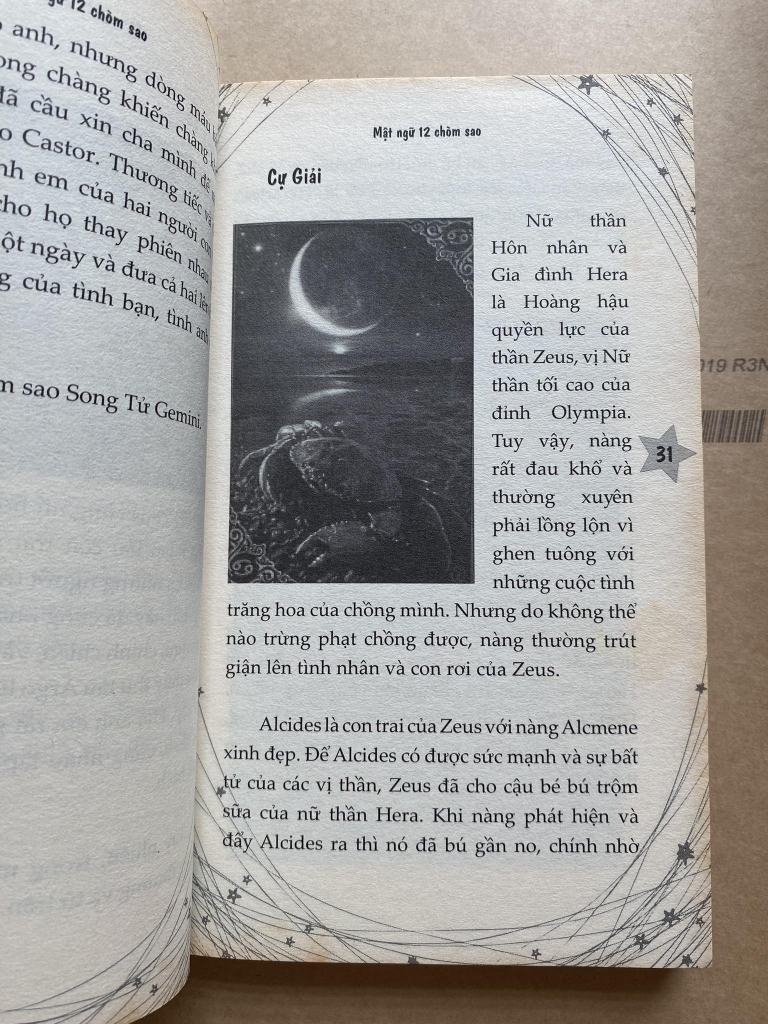 ngữ 12 chòm sao
anh, nhưng dòng máu
chàng khiến chàng
đã cầu xin cha mình để
Castor. Thương tiếc
em của hai người con
cho họ thay phiên nhau
ngày và đưa cả hai lên
của tình bạn, tình anh
sao Song Tử Gemini.
Mật ngữ 12 chòm sao
Cự Giải
Nữ thần
Hôn nhân và
Gia đình Hera
là Hoàng hậu
quyền lực của
thần Zeus, vị Nữ
thần tối cao của
đỉnh Olympia.
Tuy vậy, nàng
rất đau khổ và
thường xuyên
phải lồng lộn vì
ghen tuông với
những cuộc tình
trăng hoa của chồng mình. Nhưng do không thể
nào trừng phạt chồng được, nàng thường trút
giận lên tình nhân và con rơi của Zeus.
Alcides là con trai của Zeus với nàng Alcmene
xinh đẹp. Để Alcides có được sức mạnh và sự bất
tử của các vị thần, Zeus đã cho cậu bé bú trộm
sữa của nữ thần Hera. Khi nàng phát hiện và
đẩy Alcides ra thì nó đã bú gần no, chính nhờ
31